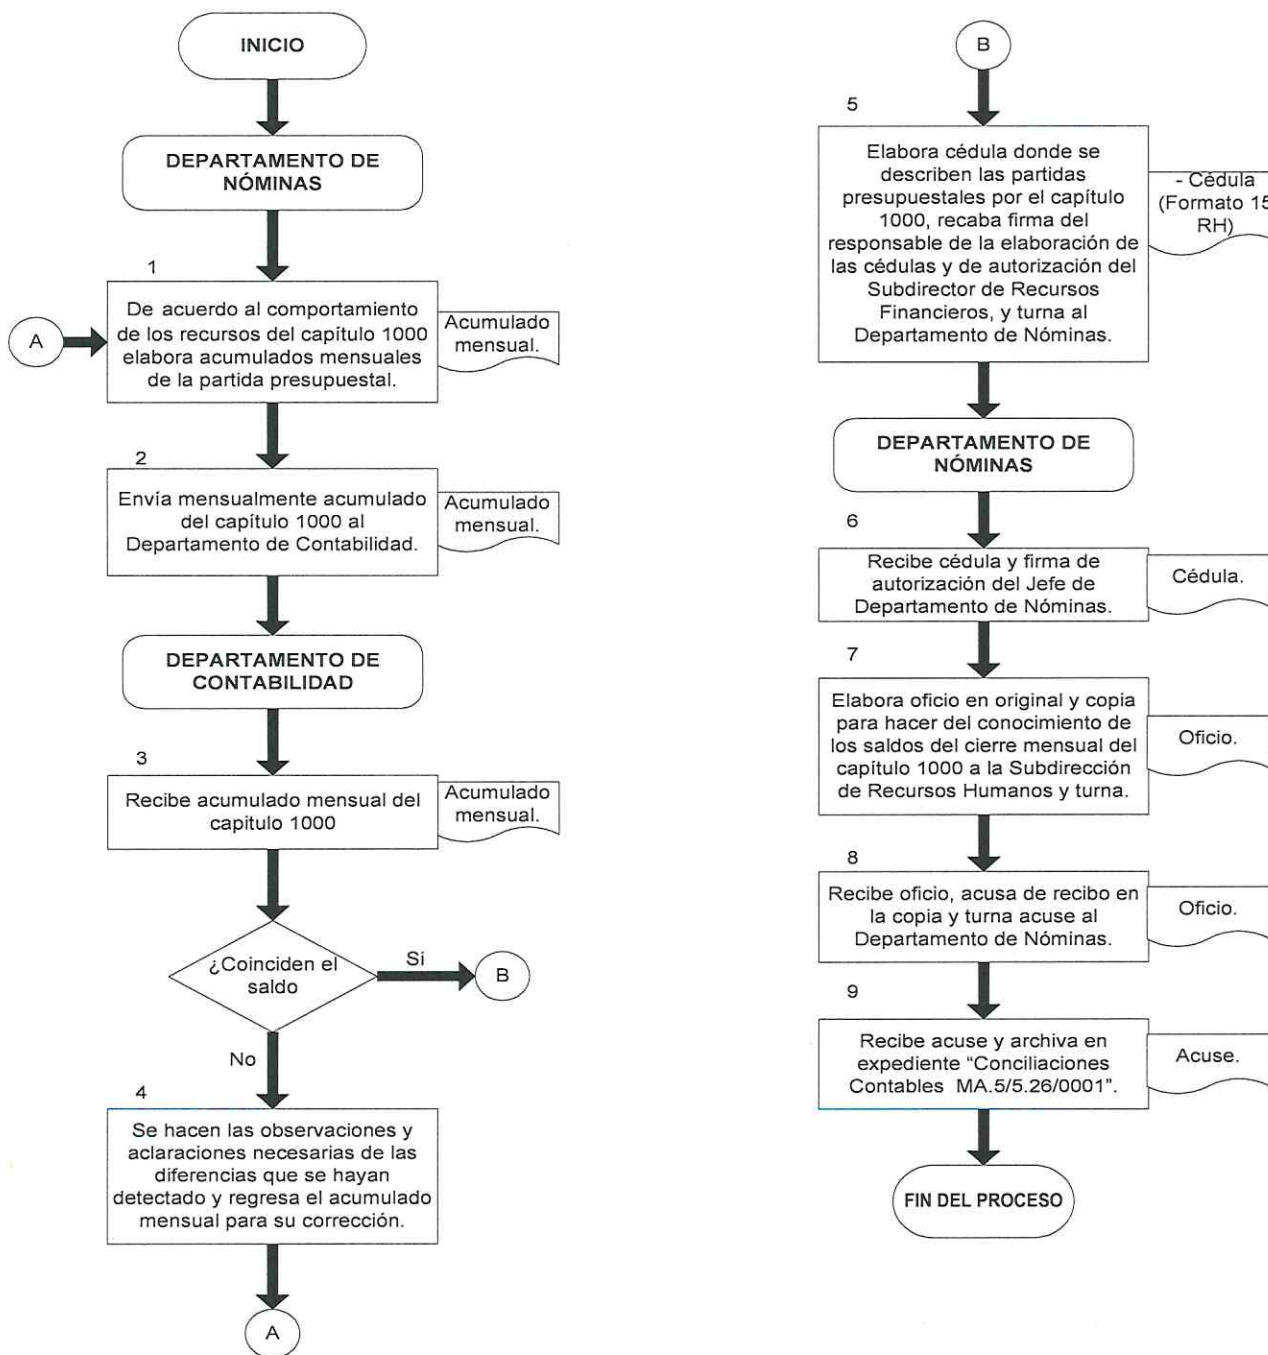 INICIO
DEPARTAMENTO DE
NÓMINAS
1
De acuerdo al comportamiento
de los recursos del capítulo 1000
elabora acumulados mensuales
de la partida presupuestal.
Acumulado
mensual.
A
2
Envía mensualmente acumulado
del capítulo 1000 al
Departamento de Contabilidad.
Acumulado
mensual.
DEPARTAMENTO DE
CONTABILIDAD
3
Recibe acumulado mensual del
capitulo 1000
Acumulado
mensual.
¿Coinciden el
saldo
Si
B
No
4
Se hacen las observaciones y
aclaraciones necesarias de las
diferencias que se hayan
detectado y regresa el acumulado
mensual para su corrección.
A
B
5
Elabora cédula donde se
describen las partidas
presupuestales por el capítulo
1000, recaba firma del
responsable de la elaboración de
las cédulas y de autorización del
Subdirector de Recursos
Financieros, y turna al
Departamento de Nóminas.
- Cédula
(Formato 15
RH)
DEPARTAMENTO DE
NÓMINAS
6
Recibe cédula y firma de
autorización del Jefe de
Departamento de Nóminas.
Cédula.
7
Elabora oficio en original y copia
para hacer del conocimiento de
los saldos del cierre mensual del
capítulo 1000 a la Subdirección
de Recursos Humanos y turna.
Oficio.
8
Recibe oficio, acusa de recibo en
la copia y turna acuse al
Departamento de Nóminas.
Oficio.
9
Recibe acuse y archiva en
expediente “Conciliaciones
Contables MA.5/5.26/0001”.
Acuse.
FIN DEL PROCESO